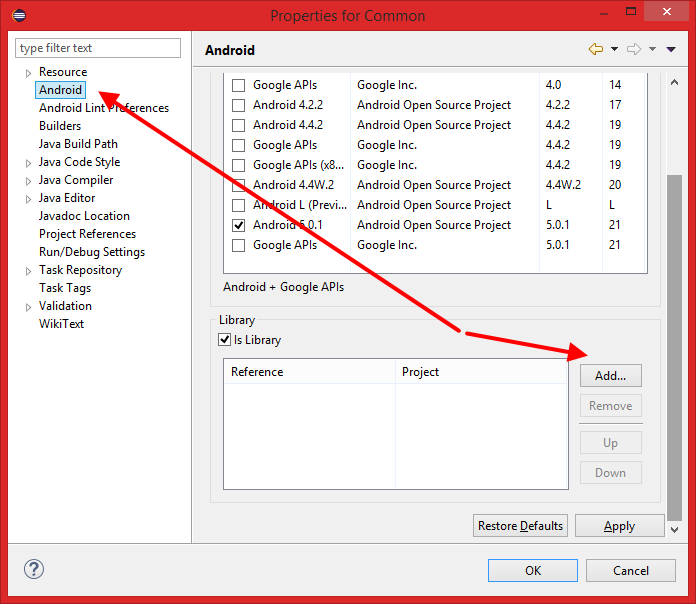 Properties for Common
type filter text
Resource
Android
Android Lint Preferences
Builders
Java Build Path
Java Code Style
Java Compiler
Java Editor
Javadoc Location
Project References
Run/Debug Settings
Task Repository
Task Tags
Validation
WikiText
Android
Google APIs Google Inc. 4.0 14
Android 4.2.2 Android Open Source Project 4.2.2 17
Android 4.4.2 Android Open Source Project 4.4.2 19
Google APIs Google Inc. 4.4.2 19
Google APIs (x8... Google Inc. 4.4.2 19
Android 4.4W.2 Android Open Source Project 4.4W.2 20
Android L (Previ... Android Open Source Project L L
Android 5.0.1 Android Open Source Project 5.0.1 21
Google APIs Google Inc. 5.0.1 21
Android + Google APIs
Library
Is Library
Reference Project
Add...
Remove
Up
Down
Restore Defaults Apply
? OK Cancel